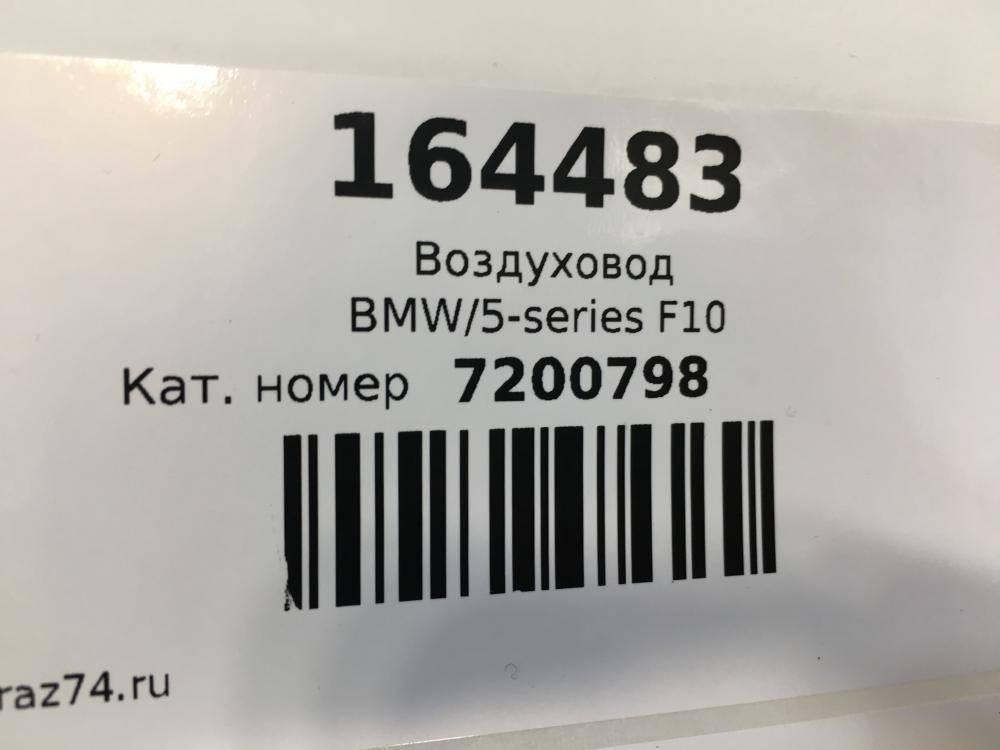 164483
Воздуховод
BMW/5-series F10
Кат. номер 7200798
raz74.ru